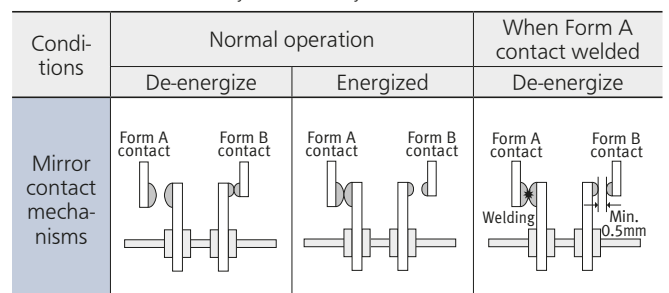 Condi-
tions
Normal operation
When Form A
contact welded
De-energize
Energized
De-energize
Mirror
contact
mecha-
nisms
Form A
contact
Form B
contact
Form A
contact
Form B
contact
Form A
contact
Form B
contact
Welding
Min.
0.5mm